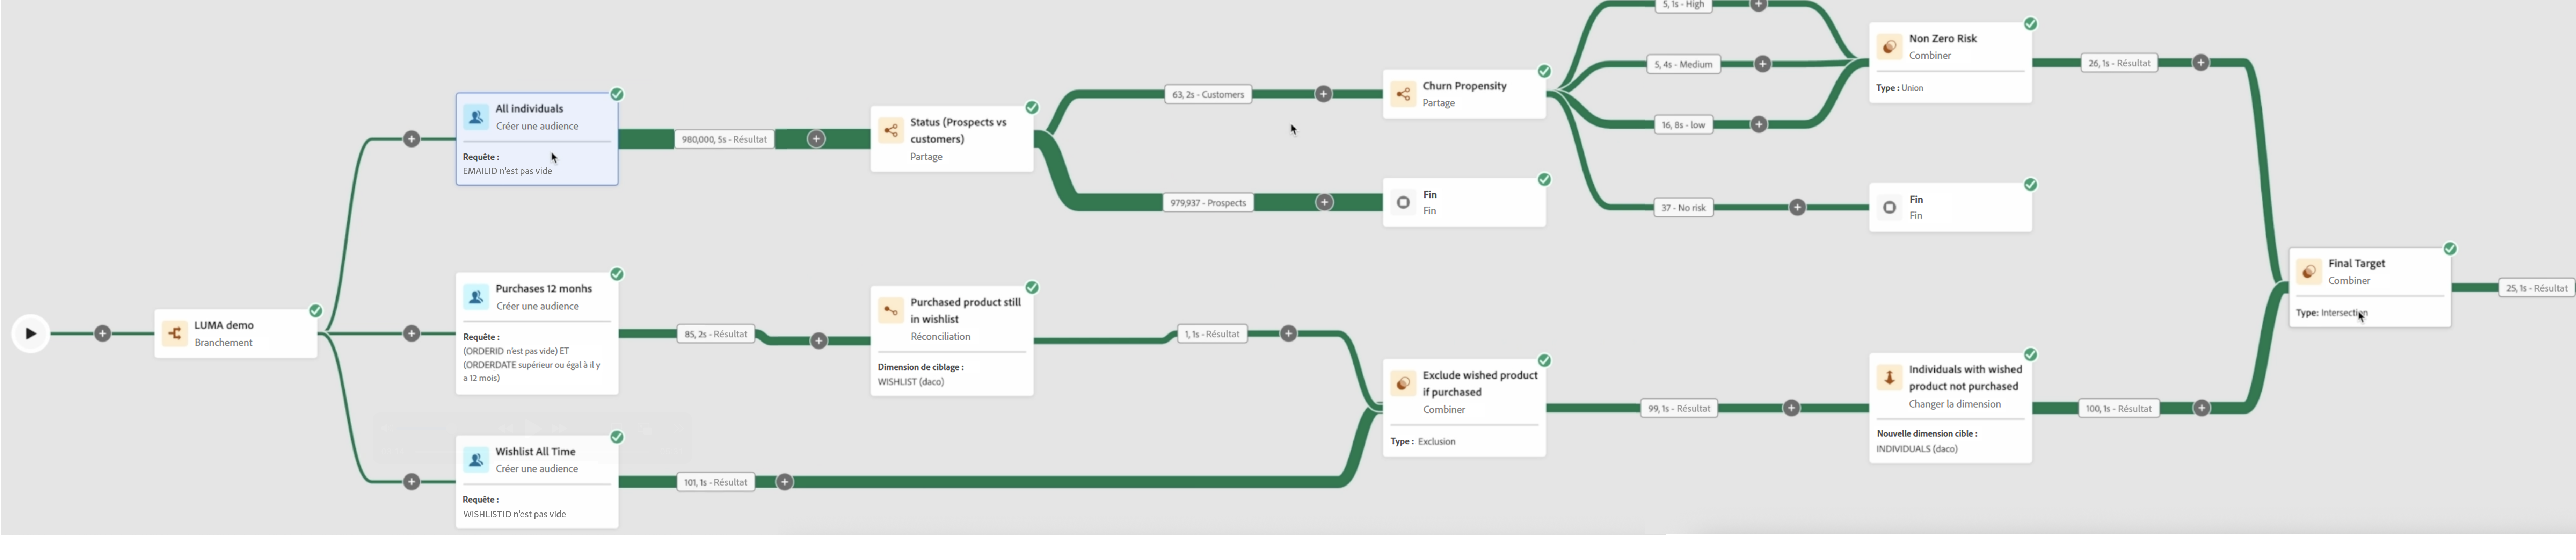 LUMA demo
Branchement
All individuals
Créer une audience
Requête :
EMAILID n'est pas vide
980,000, 5s - Résultat
Status (Prospects vs
customers)
Partage
63, 2s - Customers
979,937 - Prospects
Churn Propensity
Partage
Fin
Fin
5, 1s - High
5, 4s - Medium
16, 8s - low
37 - No risk
Non Zero Risk
Combiner
Type : Union
Fin
Fin
26, 1s - Résultat
Purchases 12 monhs
Créer une audience
Requête :
(ORDERID n'est pas vide) ET
(ORDERDATE supérieur ou égal à il y
a 12 mois)
85, 2s - Résultat
Purchased product still
in wishlist
Réconciliation
Dimension de ciblage :
WISHLIST (daco)
1, 1s - Résultat
Wishlist All Time
Créer une audience
Requête :
WISHLISTID n'est pas vide
101, 1s - Résultat
Exclude wished product
if purchased
Combiner
Type : Exclusion
99, 1s - Résultat
Individuals with wished
product not purchased
Changer la dimension
Nouvelle dimension cible :
INDIVIDUALS (daco)
100, 1s - Résultat
Final Target
Combiner
Type: Intersection
25, 1s - Résultat